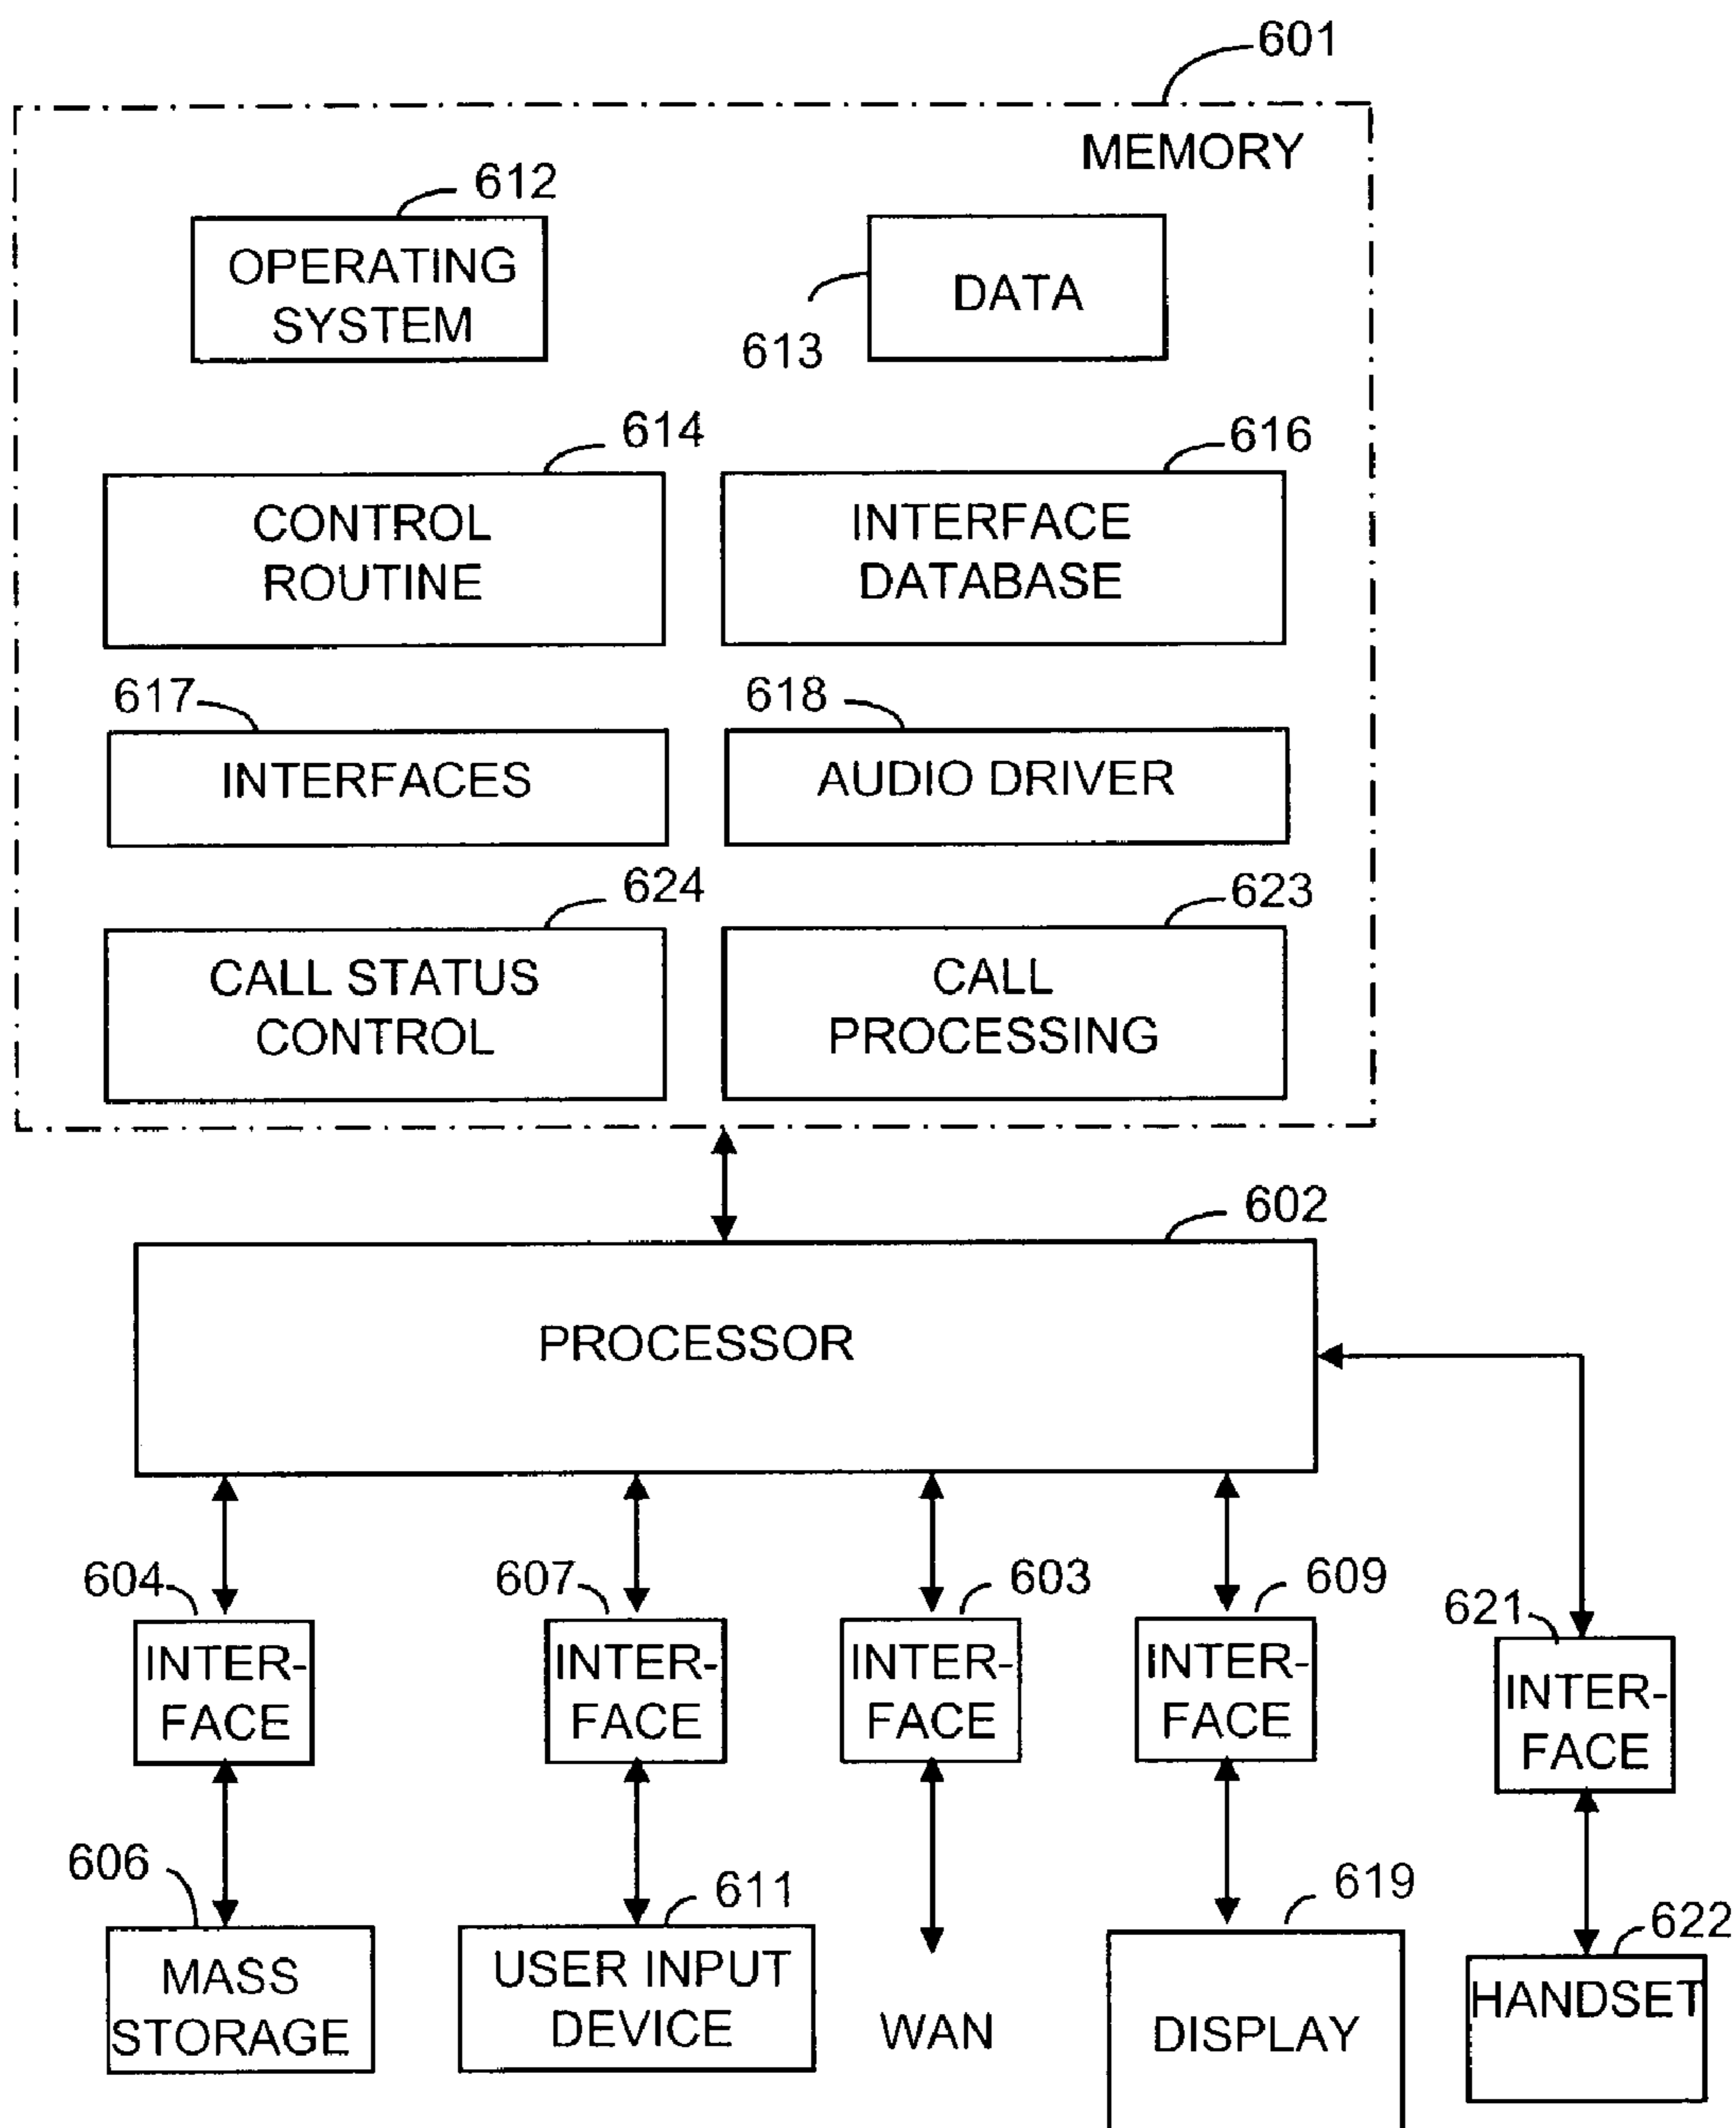 601
MEMORY
612
OPERATING
SYSTEM
DATA
613
614
CONTROL
ROUTINE
616
INTERFACE
DATABASE
617
INTERFACES
618
AUDIO DRIVER
624
CALL STATUS
CONTROL
623
CALL
PROCESSING
602
PROCESSOR
604
INTER-
FACE
607
INTER-
FACE
603
INTER-
FACE
609
INTER-
FACE
621
INTER-
FACE
606
MASS
STORAGE
611
USER INPUT
DEVICE
WAN
619
DISPLAY
622
HANDSET